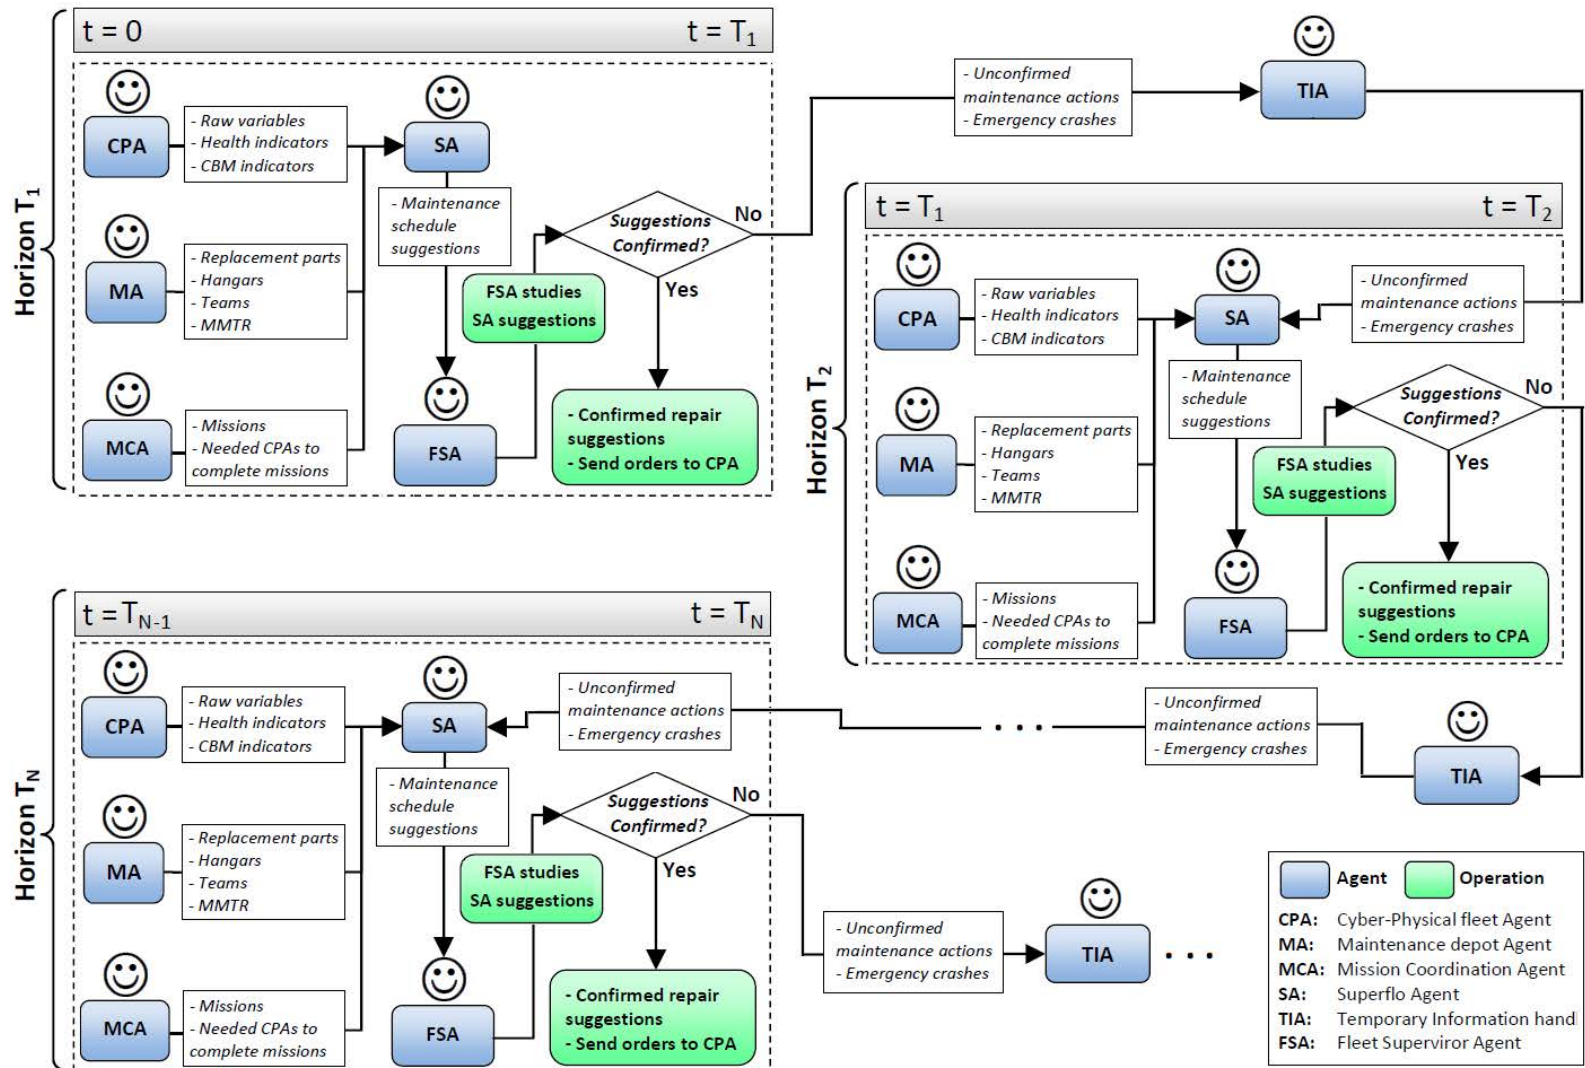 t = 0
t = T1
Horizon T1
CPA
- Raw variables
- Health indicators
- CBM indicators
SA
MA
- Replacement parts
- Hangars
- Teams
- MMTR
MCA
- Missions
- Needed CPAs to
complete missions
- Maintenance
schedule
suggestions
FSA
FSA studies
SA suggestions
Suggestions
Confirmed?
No
Yes
- Confirmed repair
suggestions
- Send orders to CPA
- Unconfirmed
maintenance actions
- Emergency crashes
TIA
t = T1
t = T2
Horizon T2
CPA
- Raw variables
- Health indicators
- CBM indicators
SA
- Unconfirmed
maintenance actions
- Emergency crashes
MA
- Replacement parts
- Hangars
- Teams
- MMTR
MCA
- Missions
- Needed CPAs to
complete missions
- Maintenance
schedule
suggestions
FSA
FSA studies
SA suggestions
Suggestions
Confirmed?
No
Yes
- Confirmed repair
suggestions
- Send orders to CPA
TIA
- Unconfirmed
maintenance actions
- Emergency crashes
. . .
t = TN-1
t = TN
Horizon TN
CPA
- Raw variables
- Health indicators
- CBM indicators
SA
- Unconfirmed
maintenance actions
- Emergency crashes
MA
- Replacement parts
- Hangars
- Teams
- MMTR
MCA
- Missions
- Needed CPAs to
complete missions
- Maintenance
schedule
suggestions
FSA
FSA studies
SA suggestions
Suggestions
Confirmed?
No
Yes
- Confirmed repair
suggestions
- Send orders to CPA
- Unconfirmed
maintenance actions
- Emergency crashes
TIA
. . .
Agent
Operation
CPA: Cyber-Physical fleet Agent
MA: Maintenance depot Agent
MCA: Mission Coordination Agent
SA: Superflo Agent
TIA: Temporary Information hand
FSA: Fleet Superviror Agent